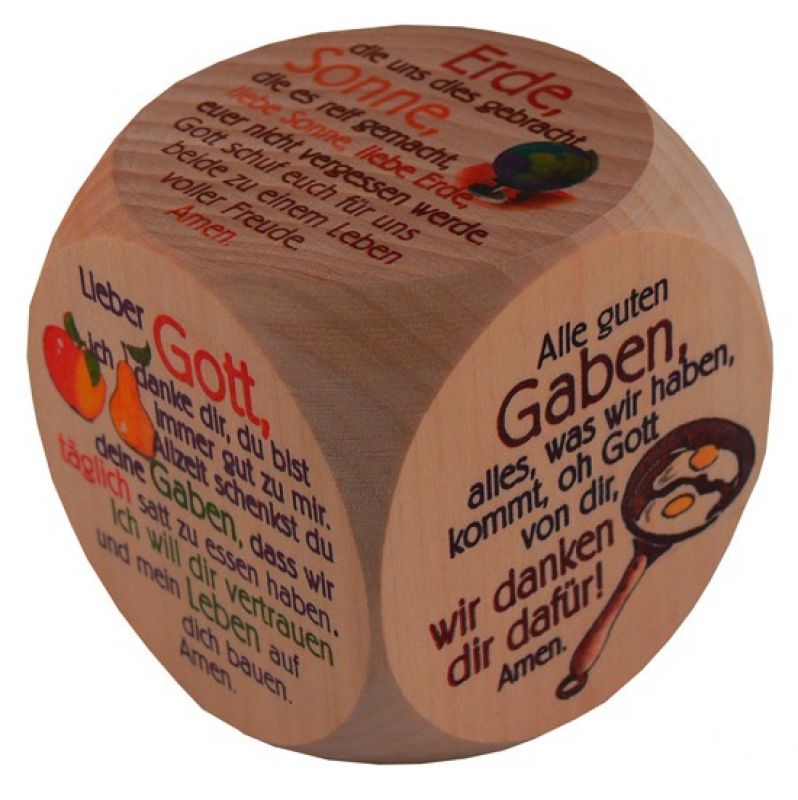 Erde,
die uns dies gebracht,
Sonne,
die es reif gemacht,
liebe Sonne, liebe Erde,
euer nicht vergessen werde.
Gott schuf euch für uns
beide zu einem Leben
voller Freude.
Amen.
Lieber
Gott,
ich danke dir, du bist
immer gut zu mir.
Allzeit schenkst du
deine Gaben, dass wir
täglich satt zu essen haben.
Ich will dir vertrauen
und mein Leben auf
dich bauen.
Amen.
Alle guten
Gaben,
alles, was wir haben,
kommt, oh Gott
von dir,
wir danken
dir dafür!
Amen.